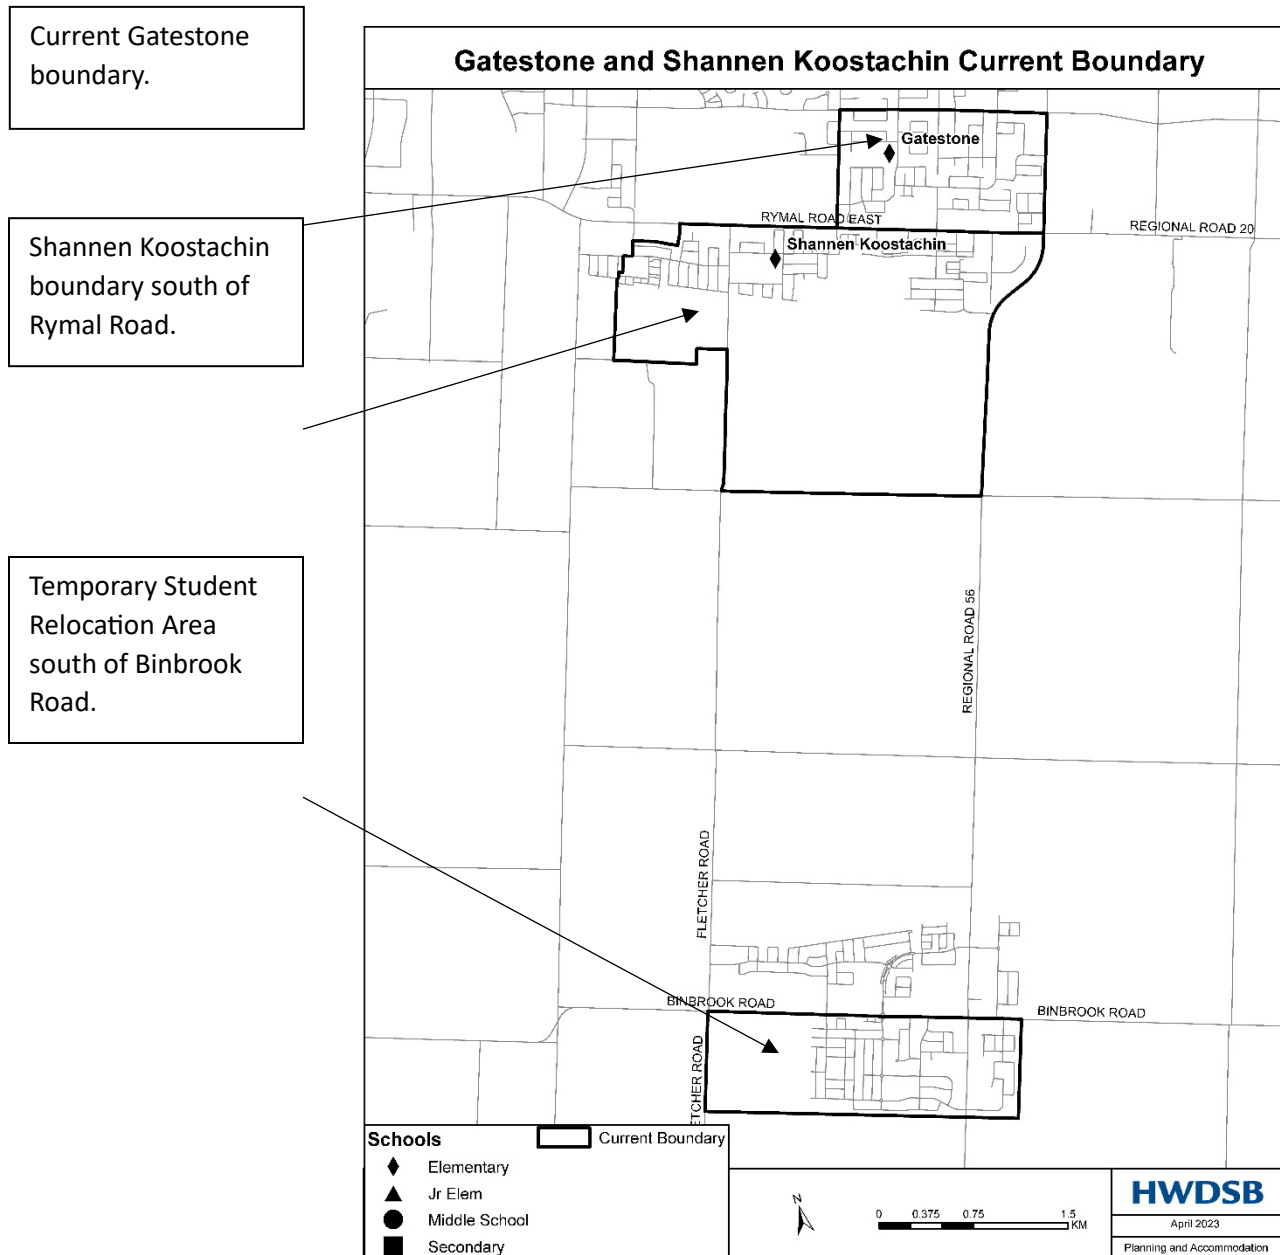 Current Gatestone
boundary.
Gatestone and Shannen Koostachin Current Boundary
Gatestone
Shannen Koostachin
boundary south of
Rymal Road.
RYMAL ROAD EAST
REGIONAL ROAD 20
Shannen Koostachin
Temporary Student
Relocation Area
south of Binbrook
Road.
REGIONAL ROAD 56
FLETCHER ROAD
BINBROOK ROAD
BINBROOK ROAD
ETCHER ROAD
Schools
Current Boundary
Elementary
Jr Elem
Middle School
Secondary
N
0 0.375 0.75 1.5
KM
HWDSB
April 2023
Planning and Accommodation